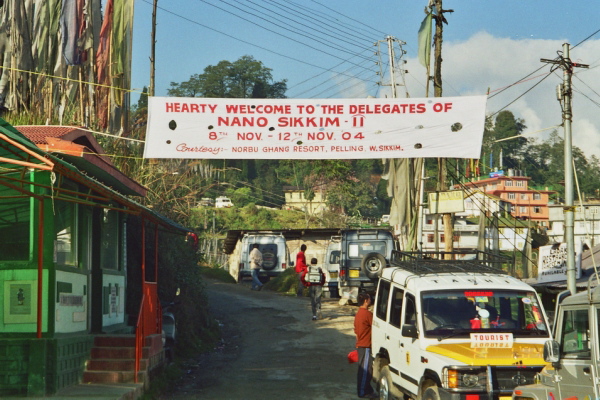 HEARTY WELCOME TO THE DELEGATES OF
NANO SIKKIM - II
8TH NOV - 12TH NOV. 04
Courtesy- NORBU GHANG RESORT, PELLING, W. SIKKIM.
TOURIST